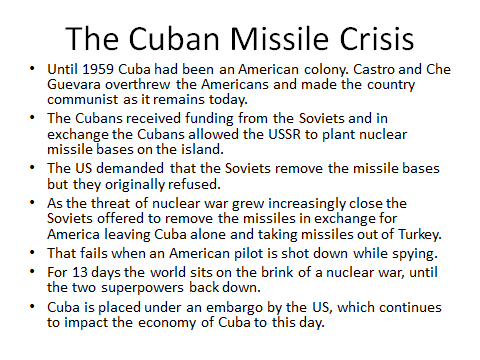 The Cuban Missile Crisis
• Until 1959 Cuba had been an American colony. Castro and Che
Guevara overthrew the Americans and made the country
communist as it remains today.
• The Cubans received funding from the Soviets and in
exchange the Cubans allowed the USSR to plant nuclear
missile bases on the island.
• The US demanded that the Soviets remove the missile bases
but they originally refused.
• As the threat of nuclear war grew increasingly close the
Soviets offered to remove the missiles in exchange for
America leaving Cuba alone and taking missiles out of Turkey.
• That fails when an American pilot is shot down while spying.
• For 13 days the world sits on the brink of a nuclear war, until
the two superpowers back down.
• Cuba is placed under an embargo by the US, which continues
to impact the economy of Cuba to this day.